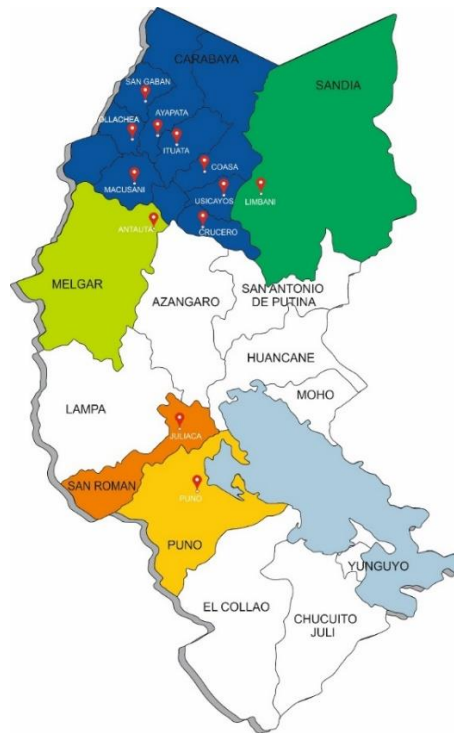 CARABAYA
SAN GABAN
SANDIA
AYAPATA
OLLACHEA
ITUATA
COASA
MACUSANI
USICAYOS
LIMBANI
ANTAUTA
CRUCERO
MELGAR
AZANGARO
SAN ANTONIO
DE PUTINA
HUANCANE
MOHO
LAMPA
JULIACA
SAN ROMAN
PUNO
PUNO
YUNGUYO
EL COLLAO
CHUCUITO
JULI